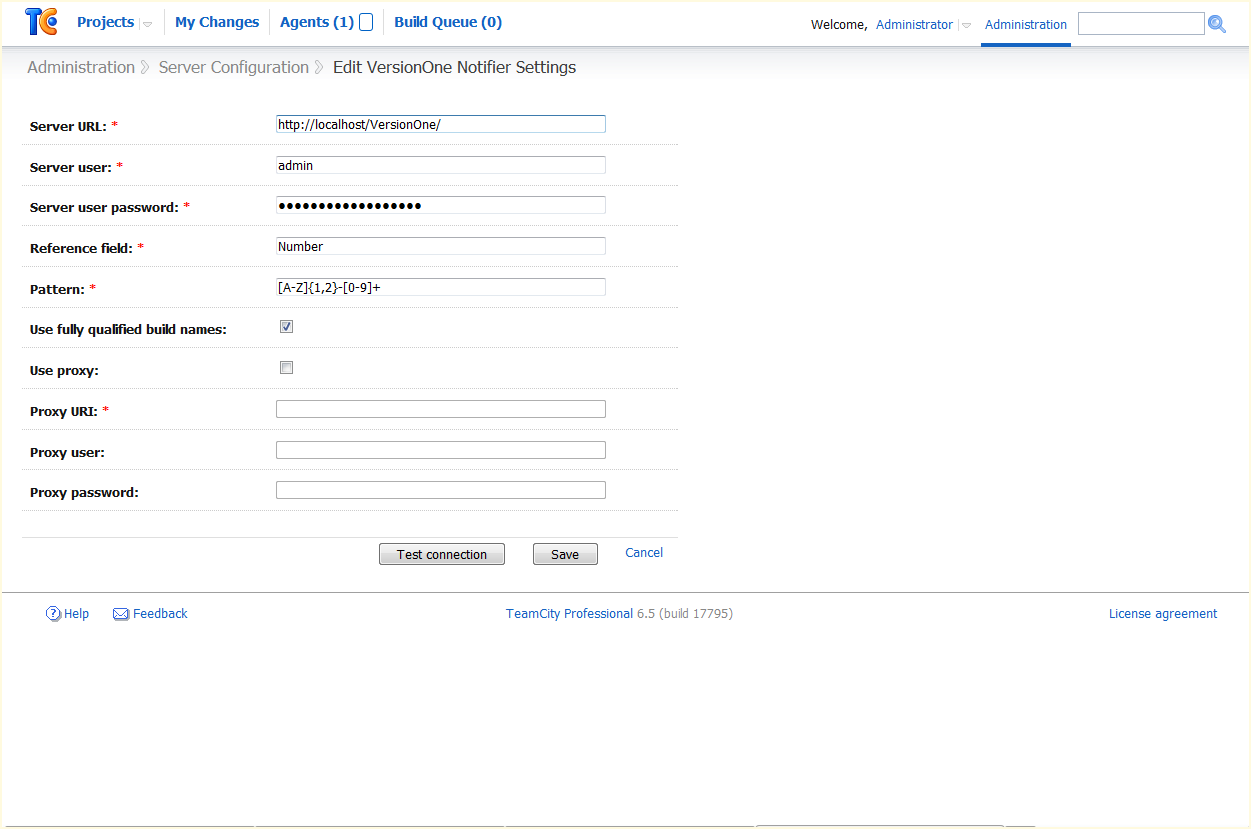 TC Projects My Changes Agents (1) Build Queue (0) Welcome, Administrator Administration
Administration Server Configuration Edit VersionOne Notifier Settings
Server URL: * http://localhost/VersionOne/
Server user: * admin
Server user password: * ••••••••••••••••••
Reference field: * Number
Pattern: * [A-Z]{1,2}-[0-9]+
Use fully qualified build names:
Use proxy:
Proxy URI: *
Proxy user:
Proxy password:
Test connection Save Cancel
? Help Feedback TeamCity Professional 6.5 (build 17795) License agreement